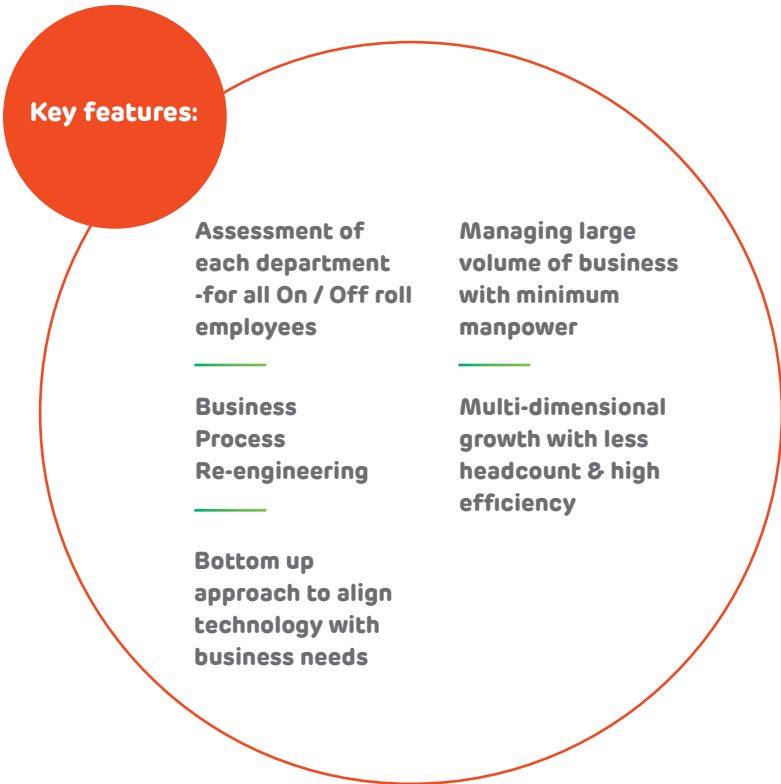 Key features:
Assessment of
each department
-for all On / Off roll
employees
Business
Process
Re-engineering
Bottom up
approach to align
technology with
business needs
Managing large
volume of business
with minimum
manpower
Multi-dimensional
growth with less
headcount & high
efficiency